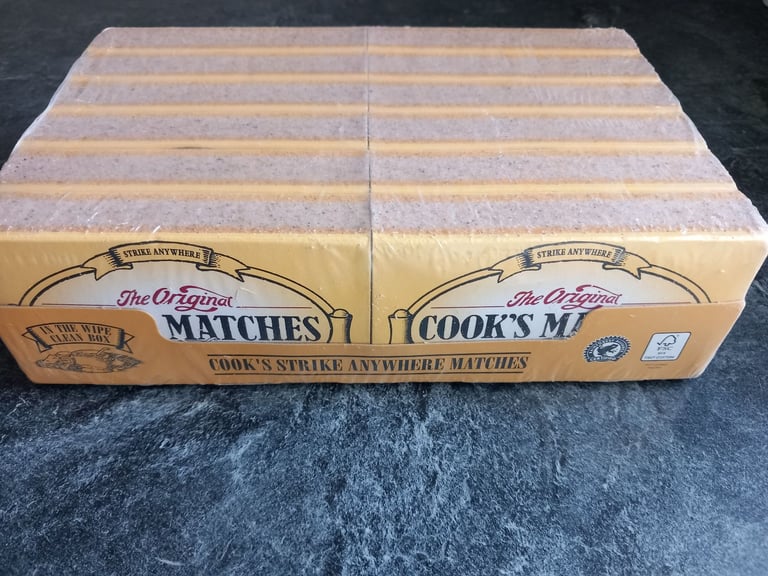 STRIKE ANYWHERE
The Original
MATCHES
STRIKE ANYWHERE
The Original
COOK'S M
IN THE WIPE
CLEAN BOX
COOK'S STRIKE ANYWHERE MATCHES
FSC